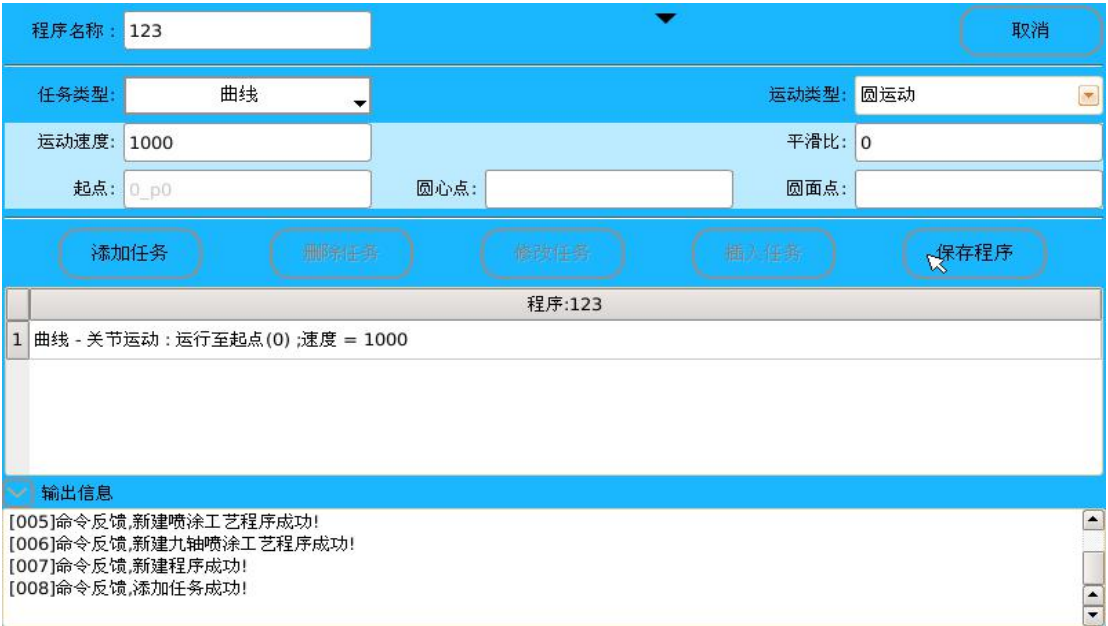 程序名称： 123 取消
任务类型: 曲线 运动类型: 圆运动
运动速度: 1000 平滑比: 0
起点: 0_p0 圆心点: 圆面点:
添加任务 删除任务 修改任务 插入任务 保存程序
程序:123
1 曲线 - 关节运动 : 运行至起点(0) ;速度 = 1000
输出信息
[005]命令反馈,新建喷涂工艺程序成功!
[006]命令反馈,新建九轴喷涂工艺程序成功!
[007]命令反馈,新建程序成功!
[008]命令反馈,添加任务成功!